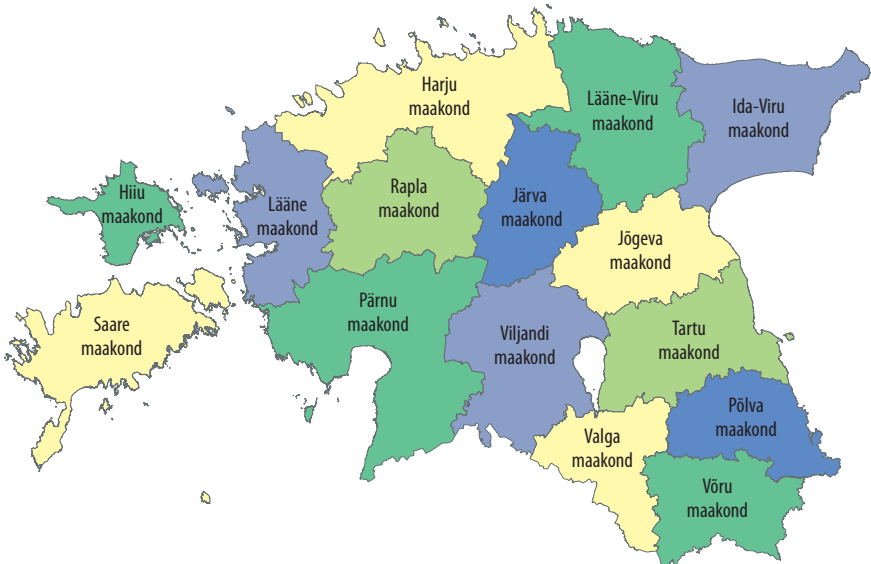 Harju
maakond
Lääne-Viru
maakond
Ida-Viru
maakond
Hiiu
maakond
Lääne
maakond
Rapla
maakond
Järva
maakond
Jõgeva
maakond
Saare
maakond
Pärnu
maakond
Viljandi
maakond
Tartu
maakond
Põlva
maakond
Valga
maakond
Võru
maakond